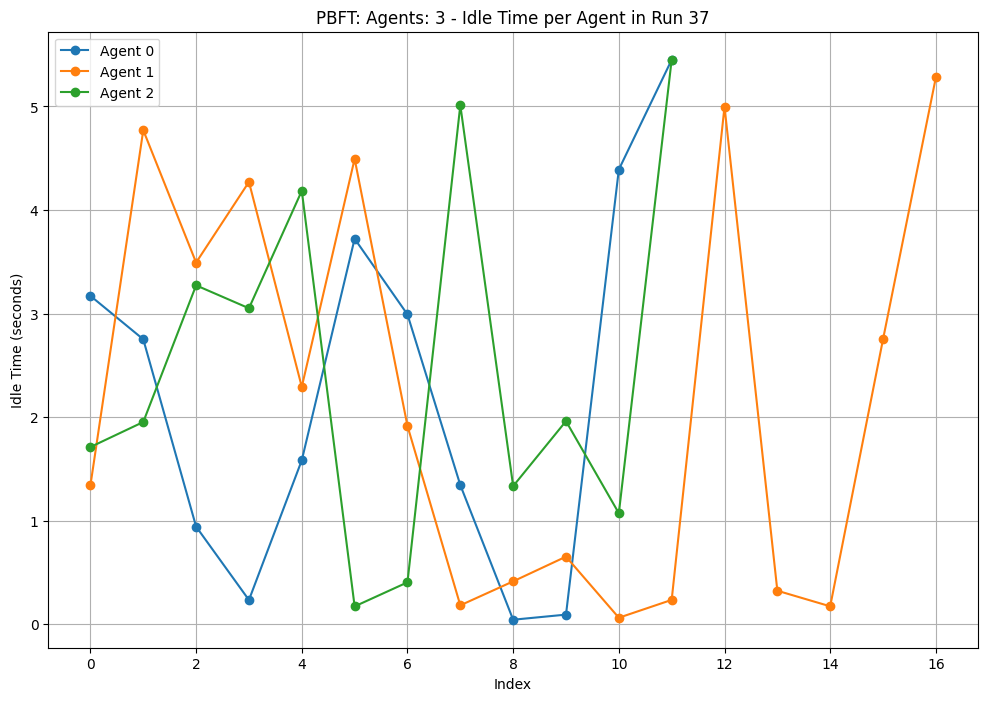 PBFT: Agents: 3 - Idle Time per Agent in Run 37
Agent 0
Agent 1
Agent 2
Idle Time (seconds)
5
4
3
2
1
0
0 2 4 6 8 10 12 14 16
Index